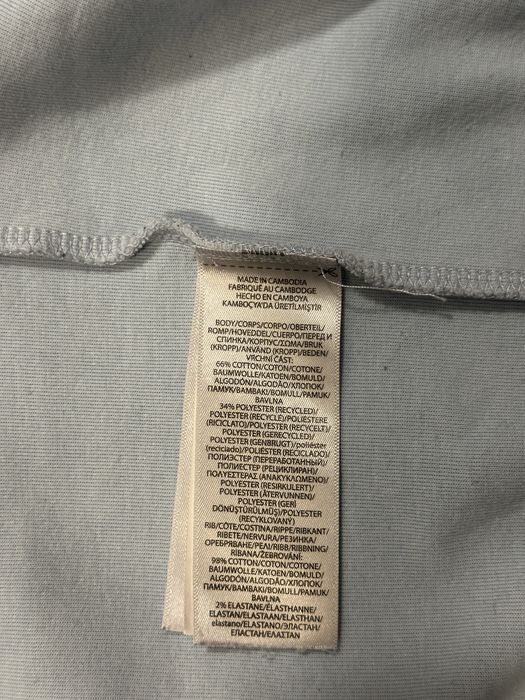 MADE IN CAMBODIA
FABRIQUÉ AU CAMBODGE
HECHO EN CAMBOYA
KAMBOÇYA'DA ÜRETİLMİŞTİR
BODY/CORPS/CORPO/OBERTEIL/
ROMP/HOVEDDEL/CUERPO/ПЕРЕД И
СПИНКА/КОРПУС/ΣΩΜΑ/BRUK
(KROPP)/ANVÄND (KROPP)/BEDEN/
VRCHNÍ ČÁST:
66% COTTON/COTON/COTONE/
BAUMWOLLE/KATOEN/BOMULD/
ALGODÓN/ALGODÃO/ХЛОПОК/
ПАМУК/ΒΑΜΒΑΚΙ/BOMULL/PAMUK/
BAVLNA
34% POLYESTER (RECYCLED)/
POLYESTER (RECYCLÉ)/POLIESTERE
(RICICLATO)/POLYESTER (RECYCELT)/
POLYESTER (GERECYCLED)/
POLYESTER (GENBRUGT)/poliéster
(reciclado)/POLIÉSTER (RECICLADO)/
ПОЛИЭСТЕР (ПЕРЕРАБОТАННЫЙ)/
ПОЛИЕСТЕР (РЕЦИКЛИРАН)/
ΠΟΛΥΕΣΤΕΡΑΣ (ΑΝΑΚΥΚΛΩΜΕΝΟ)/
POLYESTER (RESIRKULERT)/
POLYESTER (ÅTERVUNNEN)/
POLYESTER (GERİ
DÖNÜŞTÜRÜLMÜŞ)/POLYESTER
(RECYKLOVANÝ)
RIB/CÔTE/COSTINA/RIPPE/RIBKANT/
RIBETE/NERVURA/РЕЗИНКА/
ОРЕБРЯВАНЕ/ΡΕΛΙ/RIBB/RIBBNING/
RİBANA/ŽEBROVÁNÍ:
98% COTTON/COTON/COTONE/
BAUMWOLLE/KATOEN/BOMULD/
ALGODÓN/ALGODÃO/ХЛОПОК/
ПАМУК/ΒΑΜΒΑΚΙ/BOMULL/PAMUK/
BAVLNA
2% ELASTANE/ÉLASTHANNE/
ELASTAN/ELASTAAN/ELASTHAN/
elastano/ELASTANO/ЭЛАСТАН/
ЕЛАСТАН/ΕΛΑΣΤΑΝ